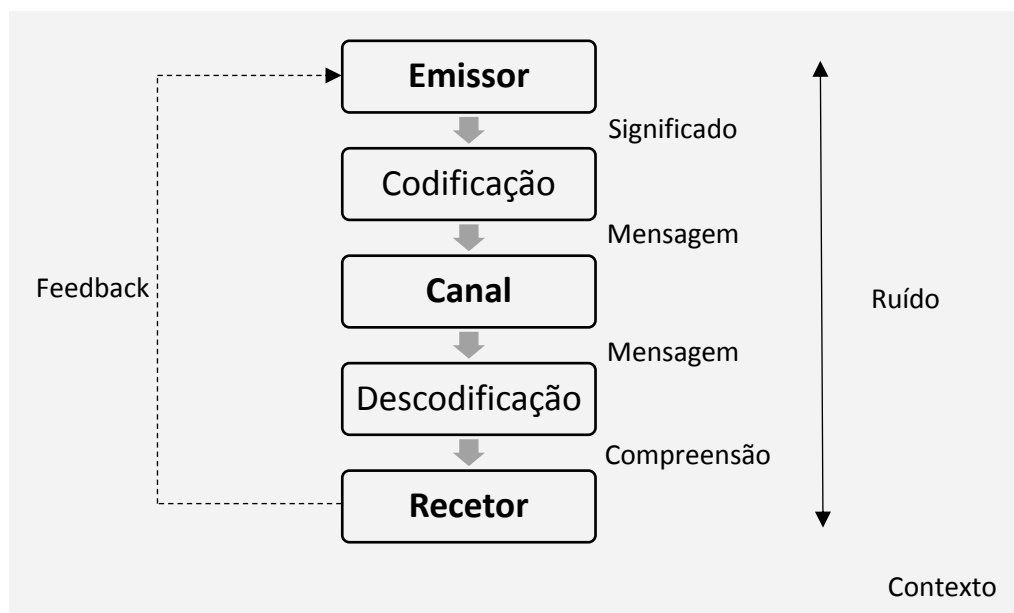 Emissor
Significado
Codificação
Mensagem
Canal
Feedback
Ruído
Mensagem
Descodificação
Compreensão
Recetor
Contexto